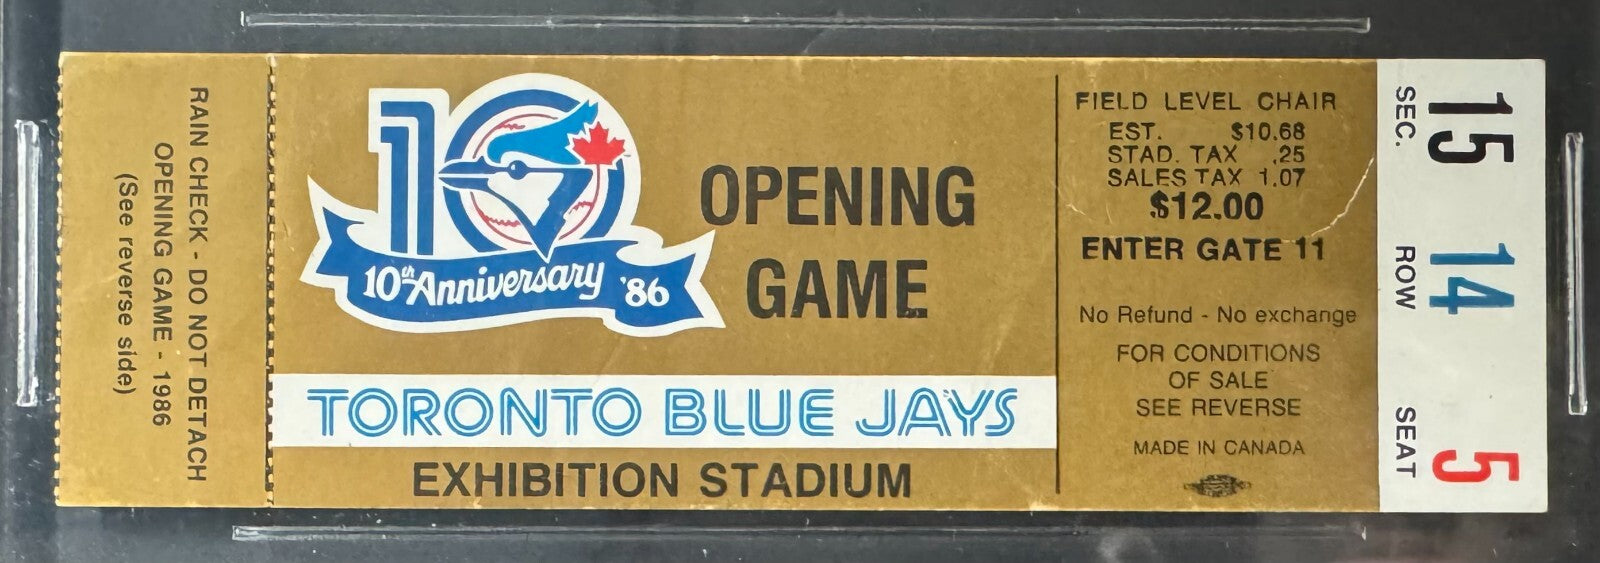 RAIN CHECK - DO NOT DETACH
OPENING GAME - 1986
(See reverse side)
10
10th Anniversary '86
OPENING
GAME
TORONTO BLUE JAYS
EXHIBITION STADIUM
FIELD LEVEL CHAIR
EST. $10.68
STAD. TAX .25
SALES TAX 1.07
$12.00
ENTER GATE 11
No Refund - No exchange
FOR CONDITIONS
OF SALE
SEE REVERSE
MADE IN CANADA
SEC. 15
ROW 14
SEAT 5